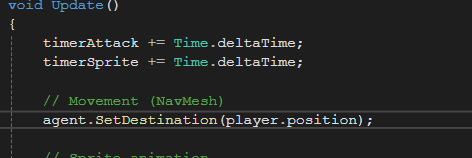 void Update()
{
timerAttack += Time.deltaTime;
timerSprite += Time.deltaTime;
// Movement (NavMesh)
agent.SetDestination(player.position);
// Sprite animation